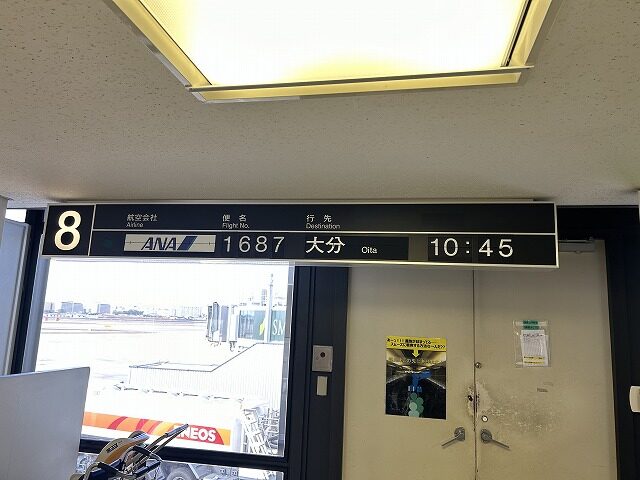 8
航空会社 便名 行先
Airline Flight No. Destination
ANA 1687 大分 Oita 10:45
ENEOS